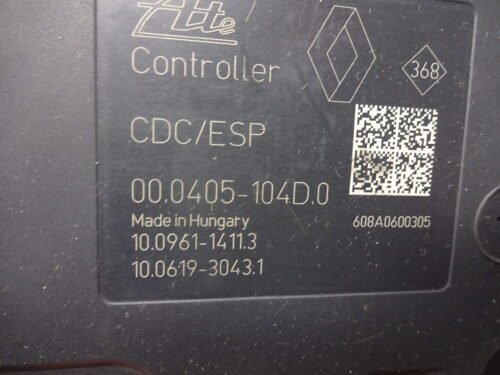 Ate
Controller
368
CDC/ESP
00.0405-104D.0
Made in Hungary
608A0600305
10.0961-1411.3
10.0619-3043.1